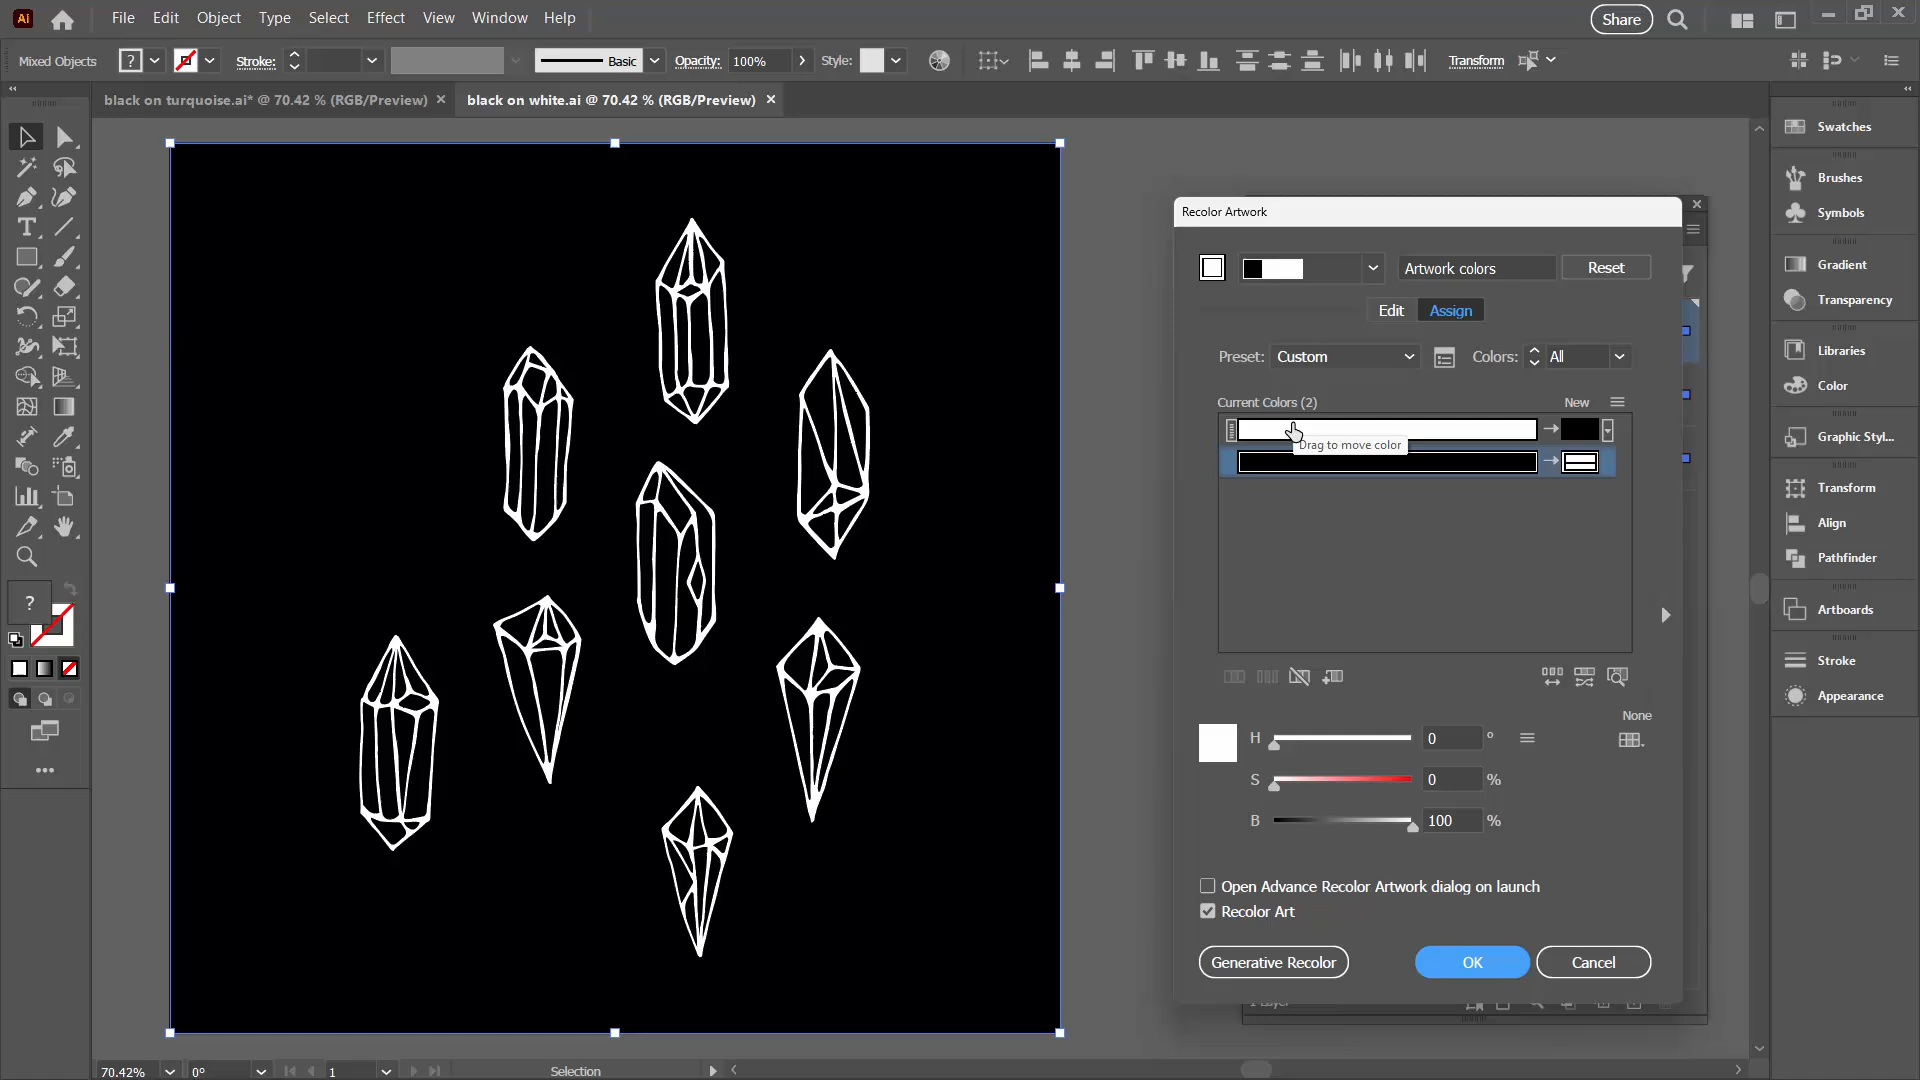 Ai File Edit Object Type Select Effect View Window Help Share
Mixed Objects ? Stroke: Basic Opacity: 100% Style: Transform
black on turquoise.ai* @ 70.42 % (RGB/Preview) black on white.ai @ 70.42 % (RGB/Preview)
Swatches
Brushes
Symbols
Gradient
Transparency
Libraries
Color
Graphic Styl...
Transform
Align
Pathfinder
Artboards
Stroke
Appearance
?
Recolor Artwork
Artwork colors Reset
Edit Assign
Preset: Custom Colors: All
Current Colors (2) New
Drag to move color
None
H 0 °
S 0 %
B 100 %
Open Advance Recolor Artwork dialog on launch
Recolor Art
Generative Recolor OK Cancel
70.42% 0° 1 Selection